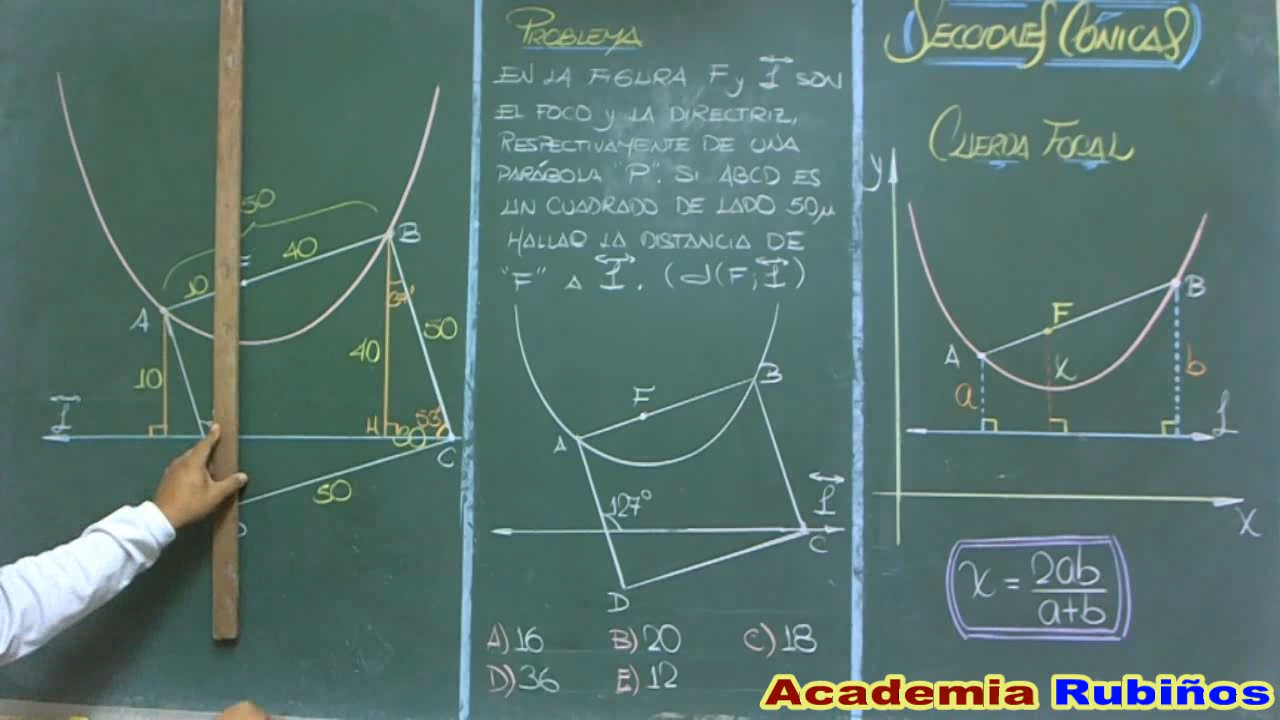 50
40
10
F
B
A
37°
50
40
10
L
H
30
53°
C
50
D
PROBLEMA
EN LA FIGURA F y L SON
EL FOCO y LA DIRECTRIZ,
RESPECTIVAMENTE DE UNA
PARÁBOLA "P". SI ABCD ES
UN CUADRADO DE LADO 50μ
HALLAR LA DISTANCIA DE
"F" A L. (d(F; L)
B
F
A
127°
L
C
D
A) 16 B) 20 C) 18
D) 36 E) 12
SECCIONES CÓNICAS
CUERDA FOCAL
y
B
F
A
x
b
a
L
X
x = 2ab
a+b
Academia Rubiños